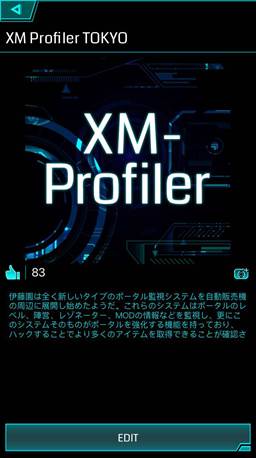 XM Profiler TOKYO
XM-
Profiler
83
伊藤園は全く新しいタイプのポータル監視システムを自動販売機
の周辺に展開し始めたようだ。これらのシステムはポータルのレ
ベル、陣営、レゾネーター、MODの情報などを監視し、更にこ
のシステムそのものがポータルを強化する機能を持っており、
ハックすることでより多くのアイテムを取得できることが確認さ
EDIT